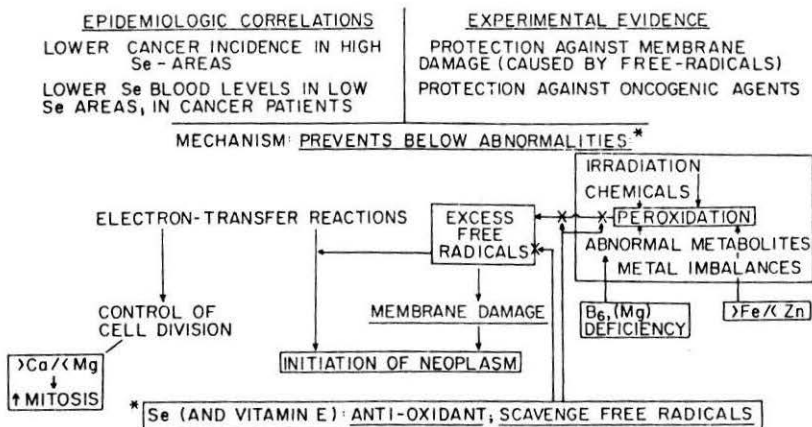 EPIDEMIOLOGIC CORRELATIONS
LOWER CANCER INCIDENCE IN HIGH
Se - AREAS
LOWER Se BLOOD LEVELS IN LOW
Se AREAS, IN CANCER PATIENTS
EXPERIMENTAL EVIDENCE
PROTECTION AGAINST MEMBRANE
DAMAGE (CAUSED BY FREE-RADICALS)
PROTECTION AGAINST ONCOGENIC AGENTS
MECHANISM: PREVENTS BELOW ABNORMALITIES:*
IRRADIATION
CHEMICALS
PEROXIDATION
ABNORMAL METABOLITES
METAL IMBALANCES
ELECTRON-TRANSFER REACTIONS
EXCESS
FREE
RADICALS
X
X
X
CONTROL OF
CELL DIVISION
MEMBRANE DAMAGE
B6, (Mg)
DEFICIENCY
>Fe/<Zn
>Ca/<Mg
↑ MITOSIS
INITIATION OF NEOPLASM
* Se (AND VITAMIN E): ANTI-OXIDANT; SCAVENGE FREE RADICALS